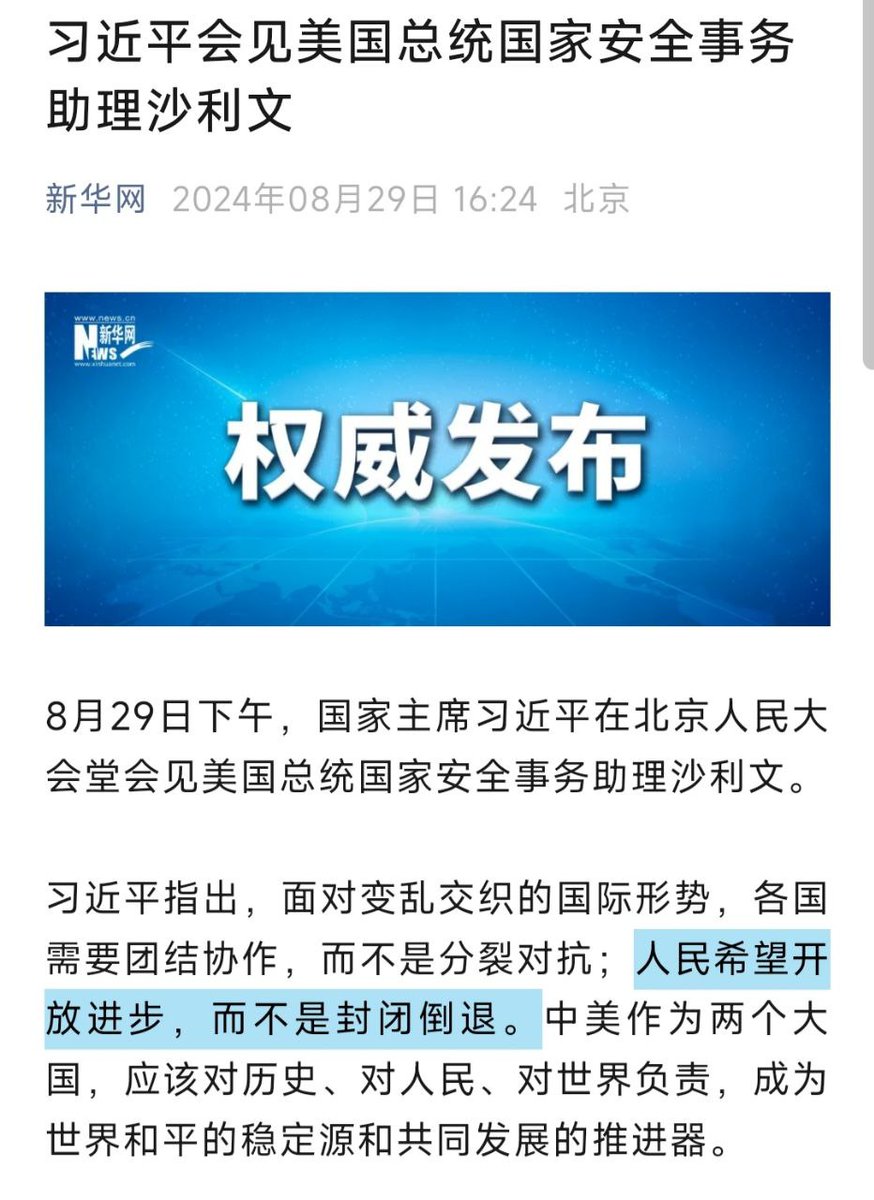 习近平会见美国总统国家安全事务
助理沙利文
新华网 2024年08月29日 16:24 北京
www.news.cn
新华网
NEWS
www.xinhuanet.com
权威发布
8月29日下午，国家主席习近平在北京人民大
会堂会见美国总统国家安全事务助理沙利文。
习近平指出，面对变乱交织的国际形势，各国
需要团结协作，而不是分裂对抗；人民希望开
放进步，而不是封闭倒退。中美作为两个大
国，应该对历史、对人民、对世界负责，成为
世界和平的稳定源和共同发展的推进器。